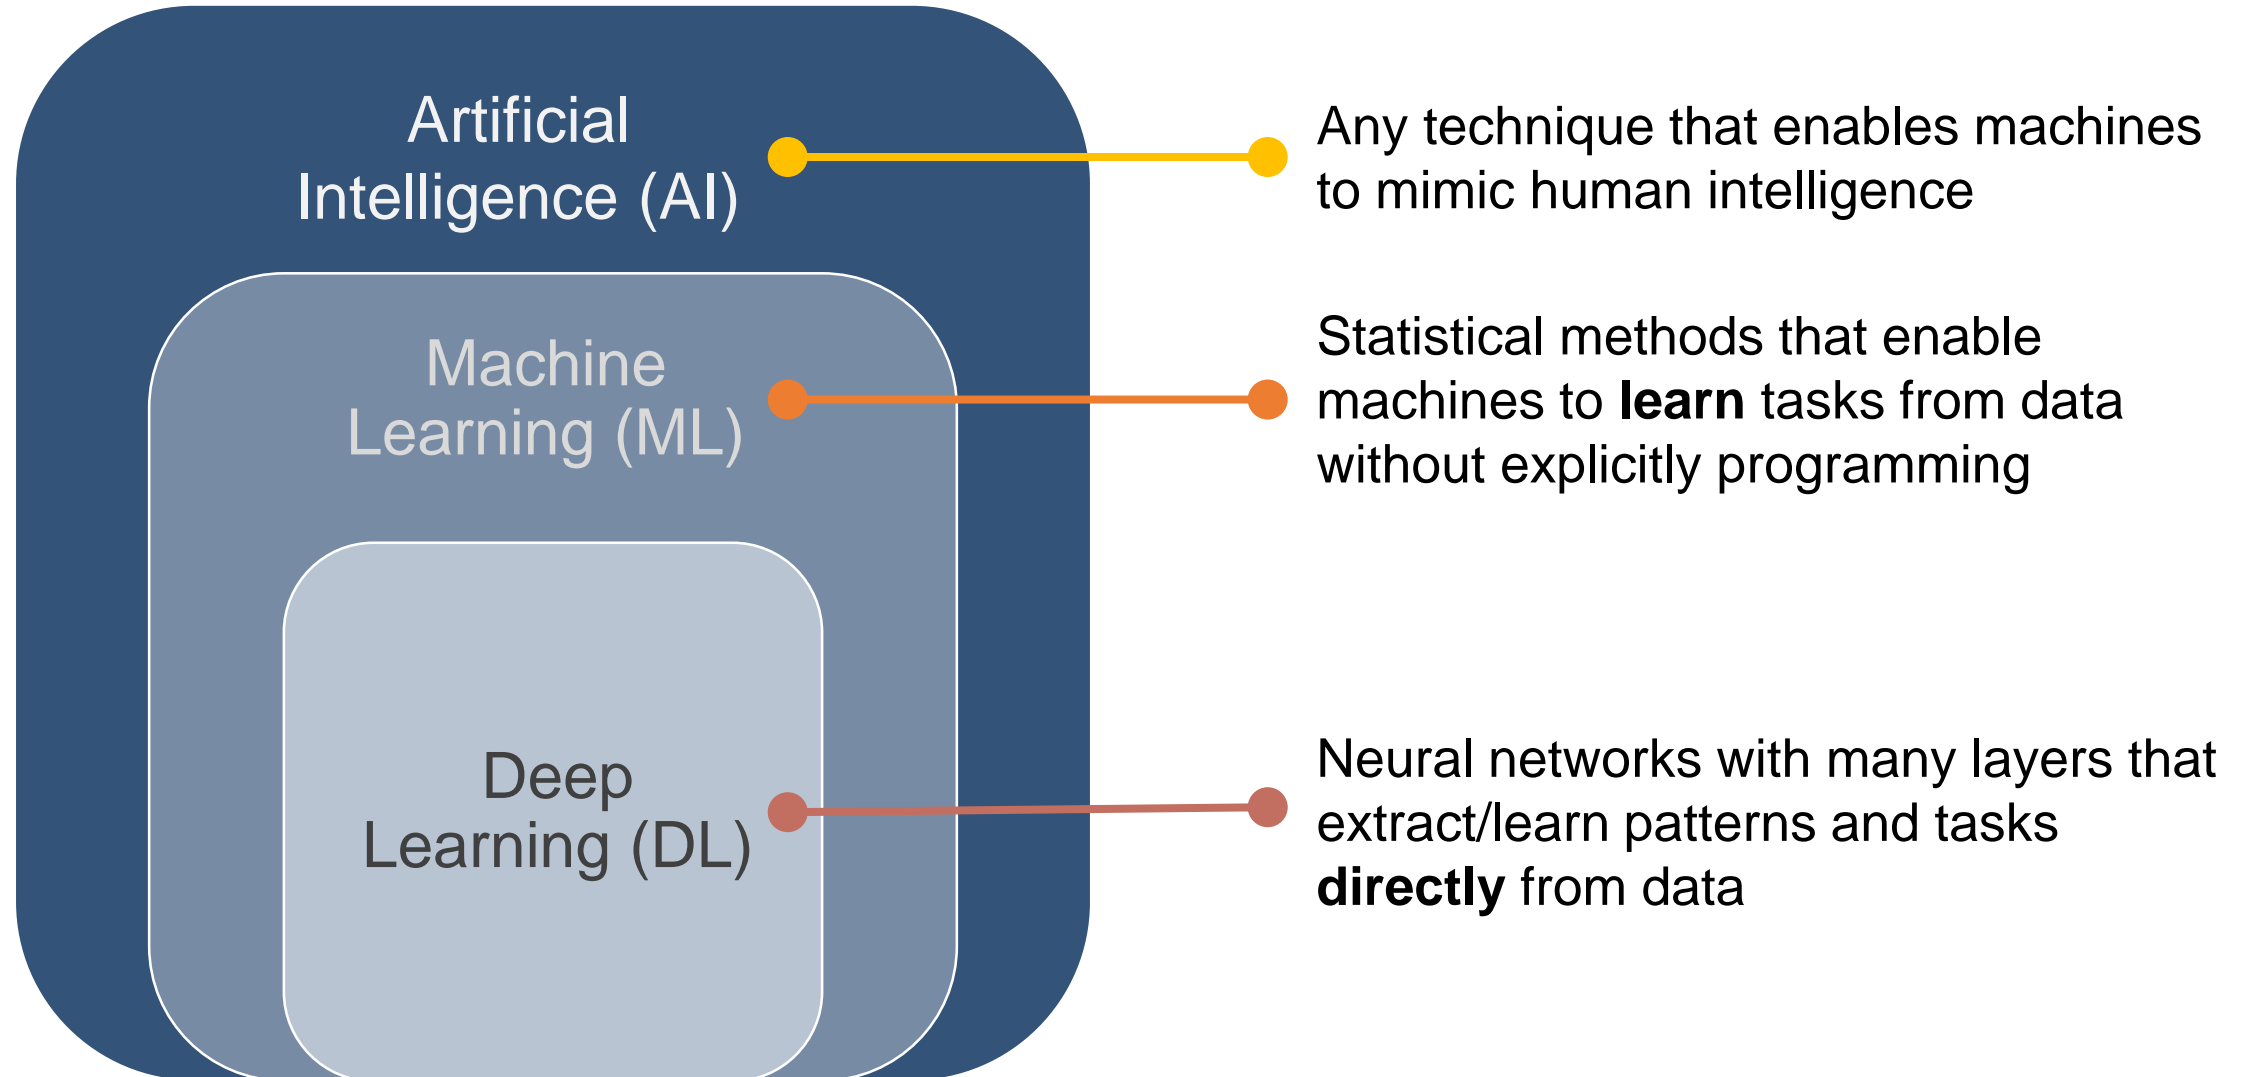 Artificial
Intelligence (AI)
Any technique that enables machines
to mimic human intelligence
Machine
Learning (ML)
Statistical methods that enable
machines to learn tasks from data
without explicitly programming
Deep
Learning (DL)
Neural networks with many layers that
extract/learn patterns and tasks
directly from data